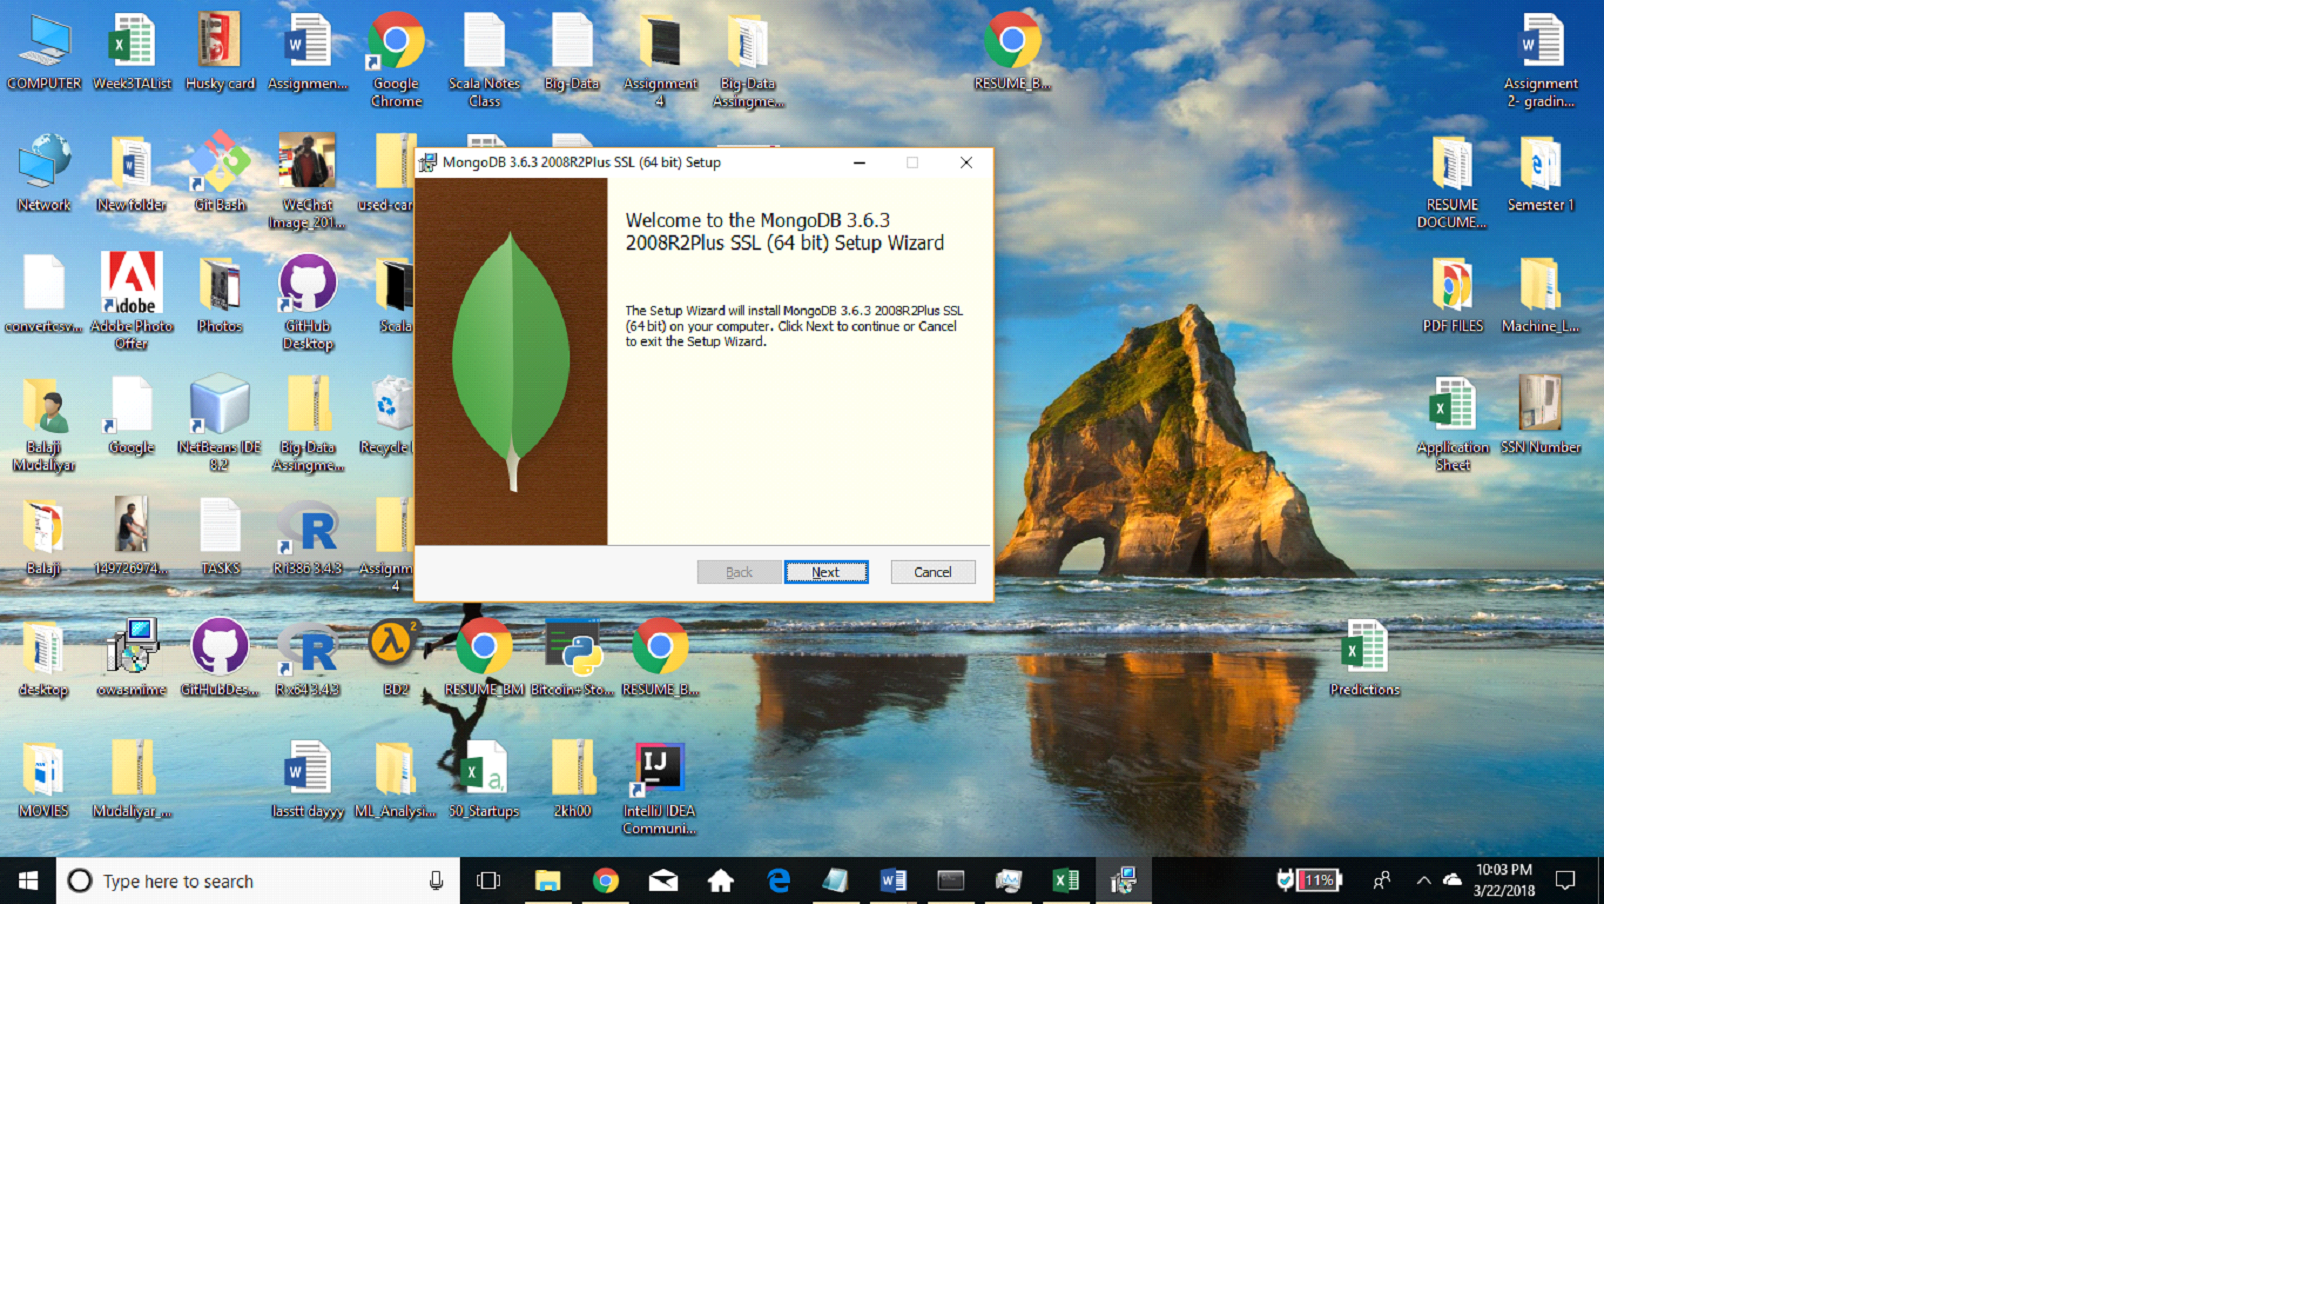 COMPUTER
Week3TAList
Husky card
Assignmen...
Google
Chrome
Scala Notes
Class
Big-Data
Assignment
4
Big-Data
Assingme...
RESUME_B...
Assignment
2- gradin...
Network
New folder
Git Bash
WeChat
Image_201...
used-car
RESUME
DOCUME...
Semester 1
MongoDB 3.6.3 2008R2Plus SSL (64 bit) Setup
Welcome to the MongoDB 3.6.3
2008R2Plus SSL (64 bit) Setup Wizard
The Setup Wizard will install MongoDB 3.6.3 2008R2Plus SSL
(64 bit) on your computer. Click Next to continue or Cancel
to exit the Setup Wizard.
Back
Next
Cancel
convertcsv...
Adobe
Adobe Photo
Offer
Photos
GitHub
Desktop
Scala
PDF FILES
Machine_L...
Balaji
Mudaliyar
Google
NetBeans IDE
8.2
Big-Data
Assingme...
Recycle
Application
Sheet
SSN Number
Balaji
149726974...
TASKS
R i386 3.4.3
Assignm
4
desktop
owasmime
GitHubDes...
R x64 3.4.3
BD2
RESUME_BM
Bitcoin+Sto...
RESUME_B...
Predictions
MOVIES
Mudaliyar_...
lasstt dayyy
ML_Analysi...
50_Startups
2kh00
IJ
IntelliJ IDEA
Communi...
Type here to search
11%
10:03 PM
3/22/2018